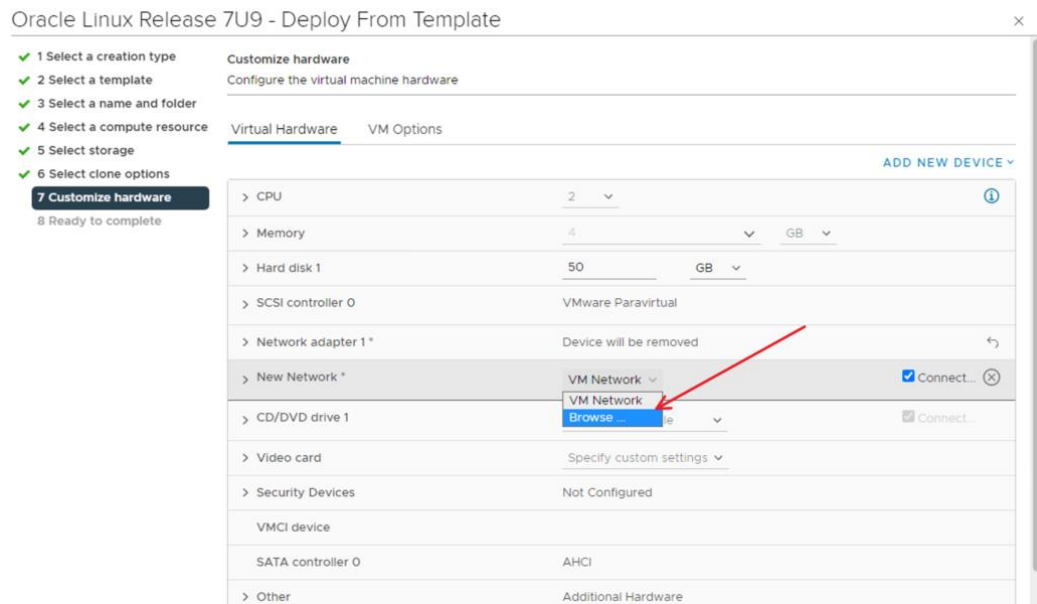 Oracle Linux Release 7U9 - Deploy From Template
1 Select a creation type
2 Select a template
3 Select a name and folder
4 Select a compute resource
5 Select storage
6 Select clone options
7 Customize hardware
8 Ready to complete
Customize hardware
Configure the virtual machine hardware
Virtual Hardware VM Options
ADD NEW DEVICE
CPU 2
Memory 4 GB
Hard disk 1 50 GB
SCSI controller 0 VMware Paravirtual
Network adapter 1 * Device will be removed
New Network * VM Network Connect...
VM Network
Browse ...
CD/DVD drive 1 Connect...
Video card Specify custom settings
Security Devices Not Configured
VMCI device
SATA controller 0 AHCI
Other Additional Hardware